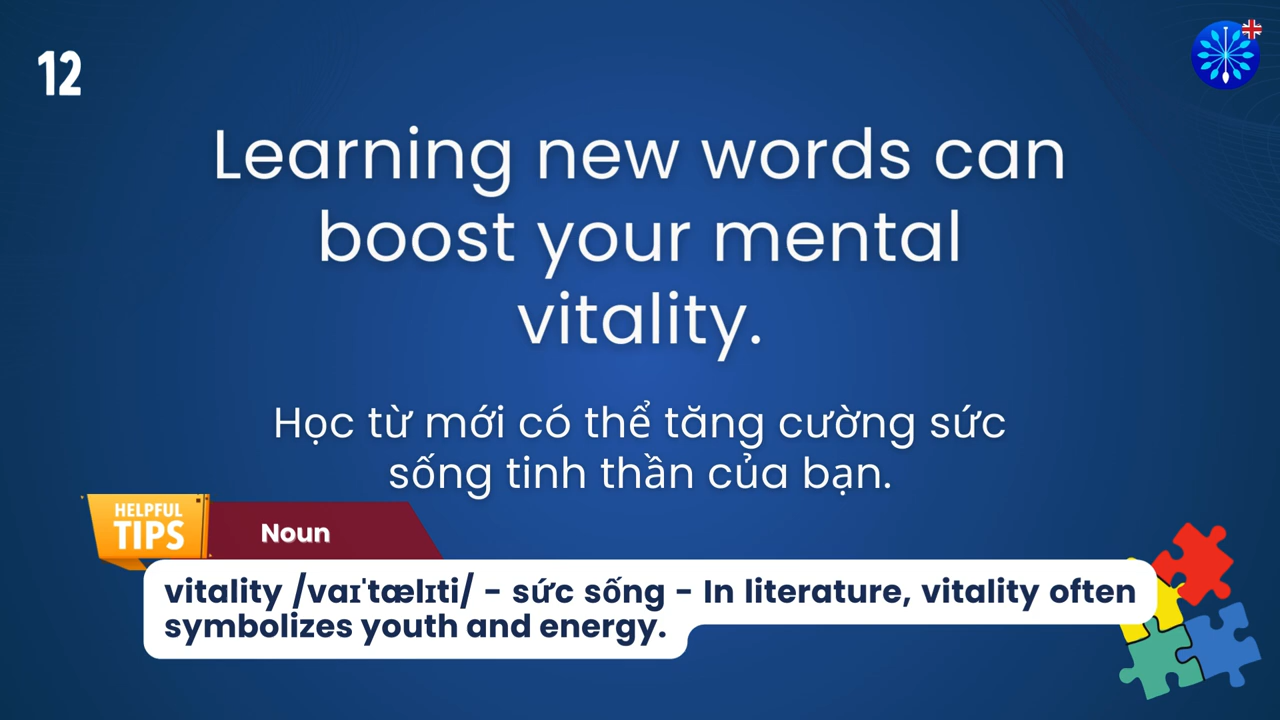 12
Learning new words can
boost your mental
vitality.
Học từ mới có thể tăng cường sức
sống tinh thần của bạn.
HELPFUL
TIPS
Noun
vitality /vaɪˈtælɪti/ - sức sống - In literature, vitality often
symbolizes youth and energy.